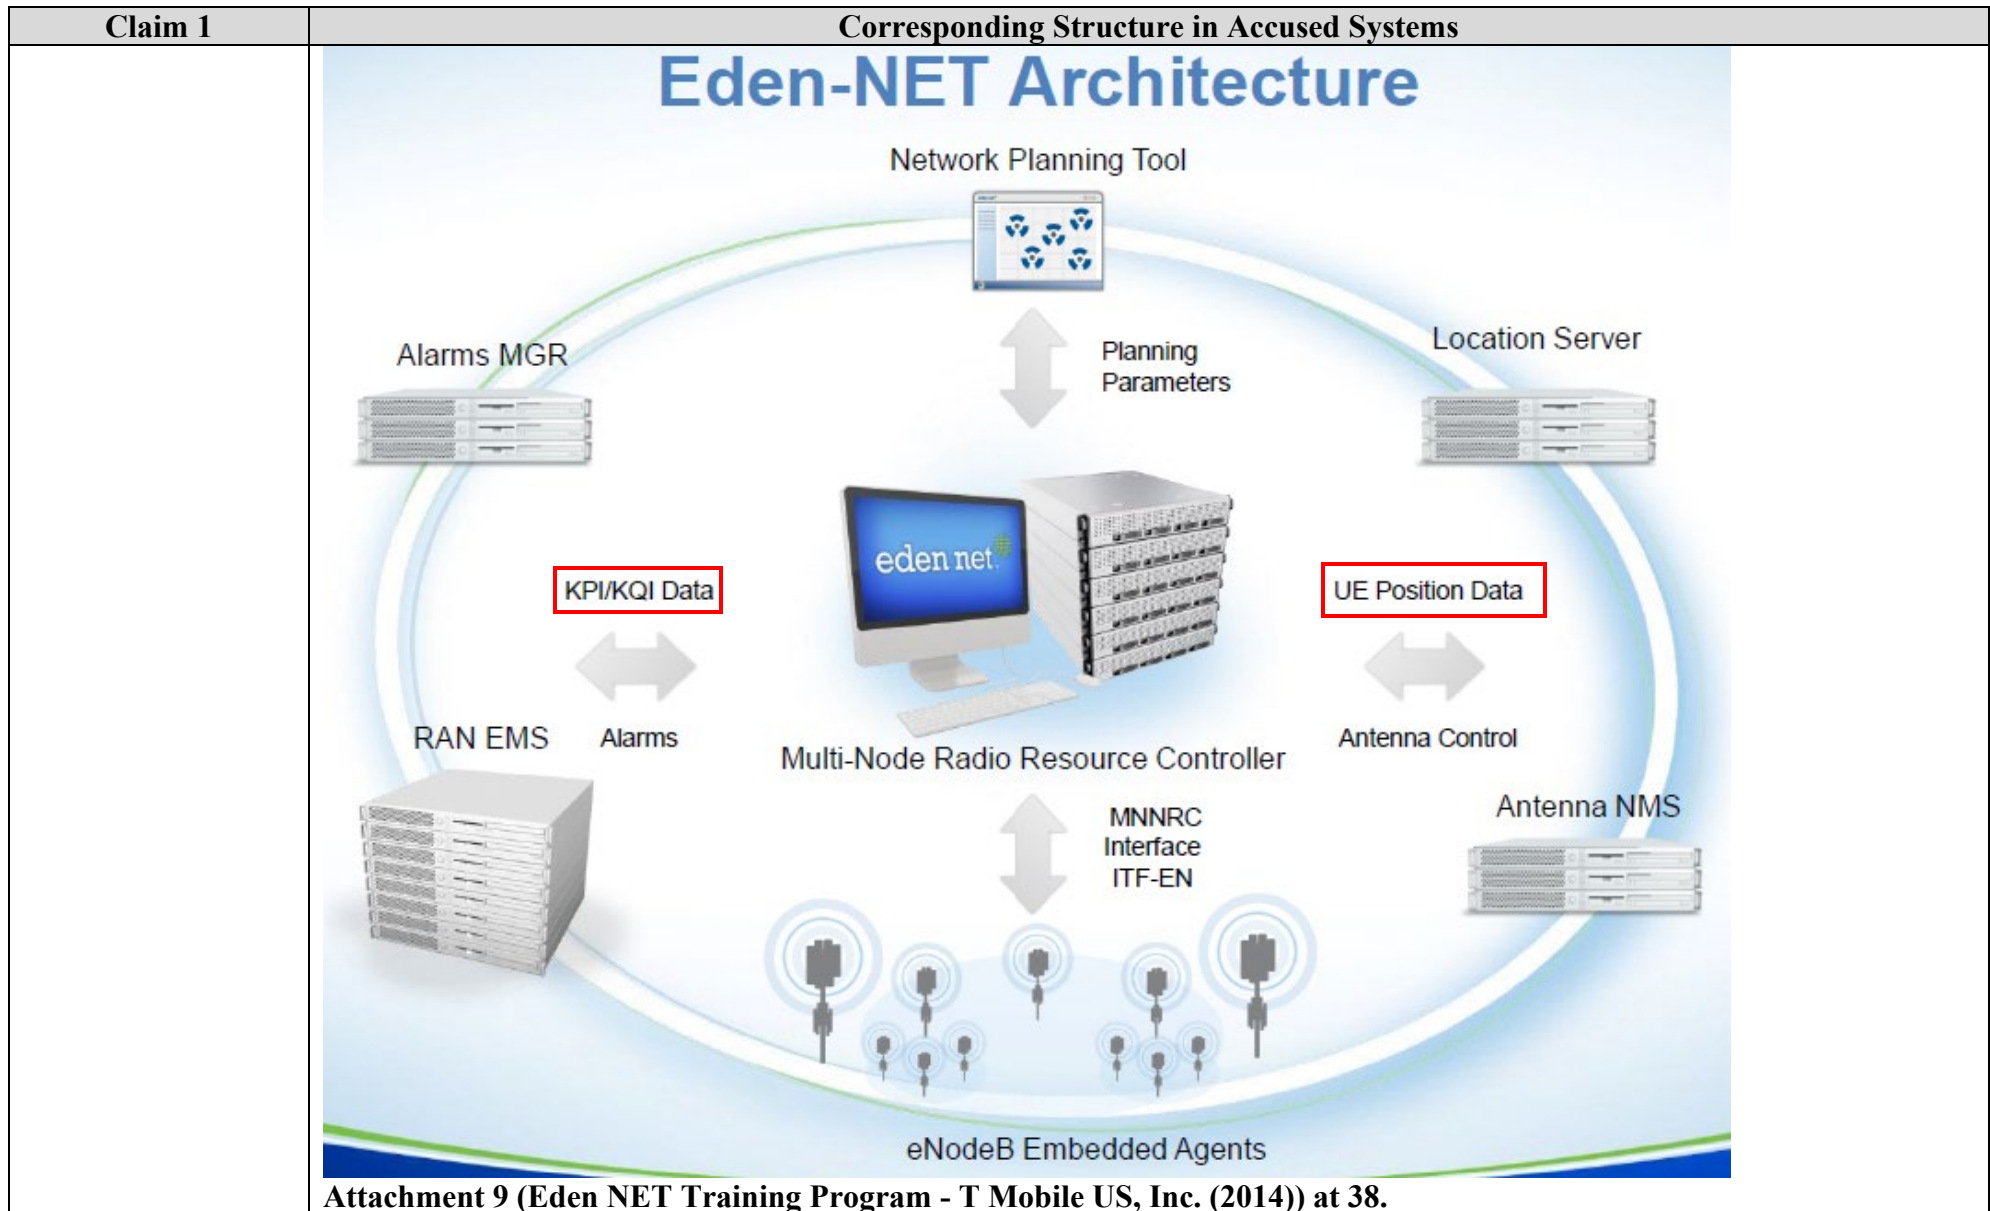 Claim 1
Corresponding Structure in Accused Systems
Eden-NET Architecture
Network Planning Tool
Planning
Parameters
Location Server
Alarms MGR
eden net
KPI/KQI Data
UE Position Data
RAN EMS
Alarms
Antenna Control
Multi-Node Radio Resource Controller
MNNRC
Interface
ITF-EN
Antenna NMS
eNodeB Embedded Agents
Attachment 9 (Eden NET Training Program - T Mobile US, Inc. (2014)) at 38.